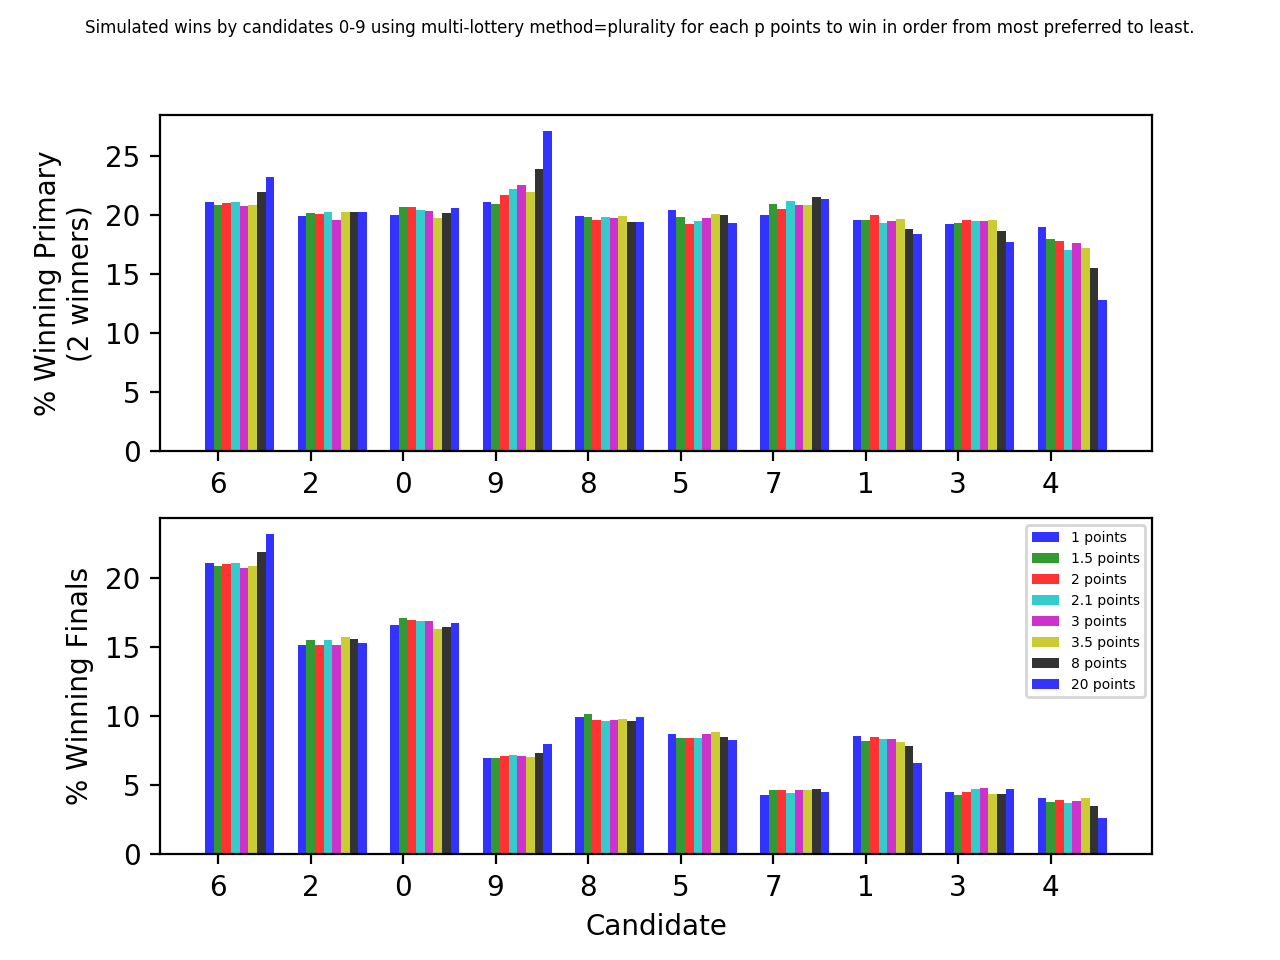 Simulated wins by candidates 0-9 using multi-lottery method=plurality for each p points to win in order from most preferred to least.
% Winning Primary
(2 winners)
25
20
15
10
5
0
6 2 0 9 8 5 7 1 3 4
% Winning Finals
20
15
10
5
0
1 points
1.5 points
2 points
2.1 points
3 points
3.5 points
8 points
20 points
6 2 0 9 8 5 7 1 3 4
Candidate